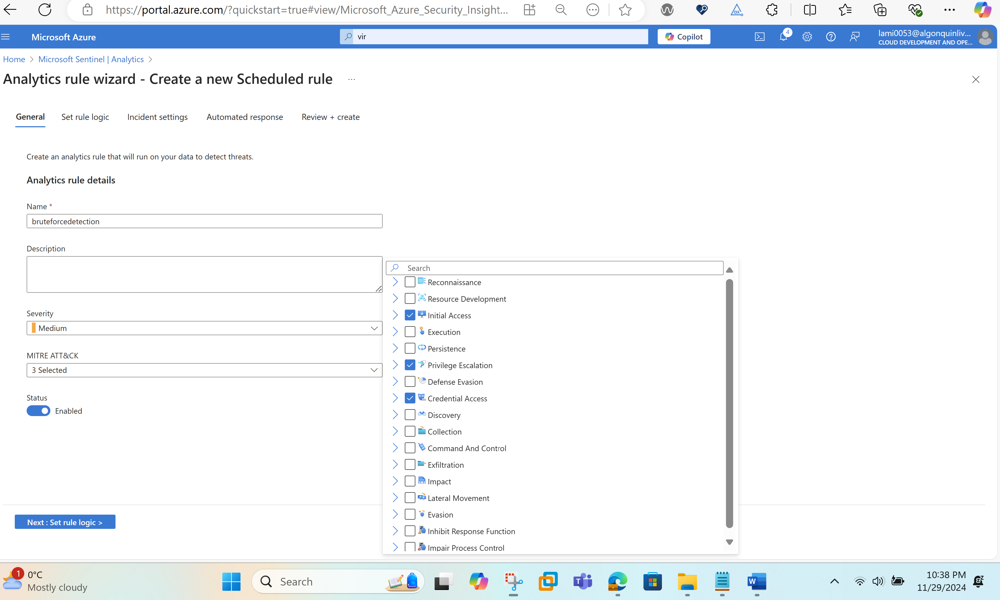 https://portal.azure.com/?quickstart=true#view/Microsoft_Azure_Security_Insight...
Microsoft Azure
vir
Copilot
4
lami0053@algonquinliv...
CLOUD DEVELOPMENT AND OPE...
Home > Microsoft Sentinel | Analytics >
Analytics rule wizard - Create a new Scheduled rule ...
General Set rule logic Incident settings Automated response Review + create
Create an analytics rule that will run on your data to detect threats.
Analytics rule details
Name *
bruteforcedetection
Description
Severity
Medium
MITRE ATT&CK
3 Selected
Status
Enabled
Search
Reconnaissance
Resource Development
Initial Access
Execution
Persistence
Privilege Escalation
Defense Evasion
Credential Access
Discovery
Collection
Command And Control
Exfiltration
Impact
Lateral Movement
Evasion
Inhibit Response Function
Impair Process Control
Next : Set rule logic >
1
0°C
Mostly cloudy
Search
10:38 PM
11/29/2024